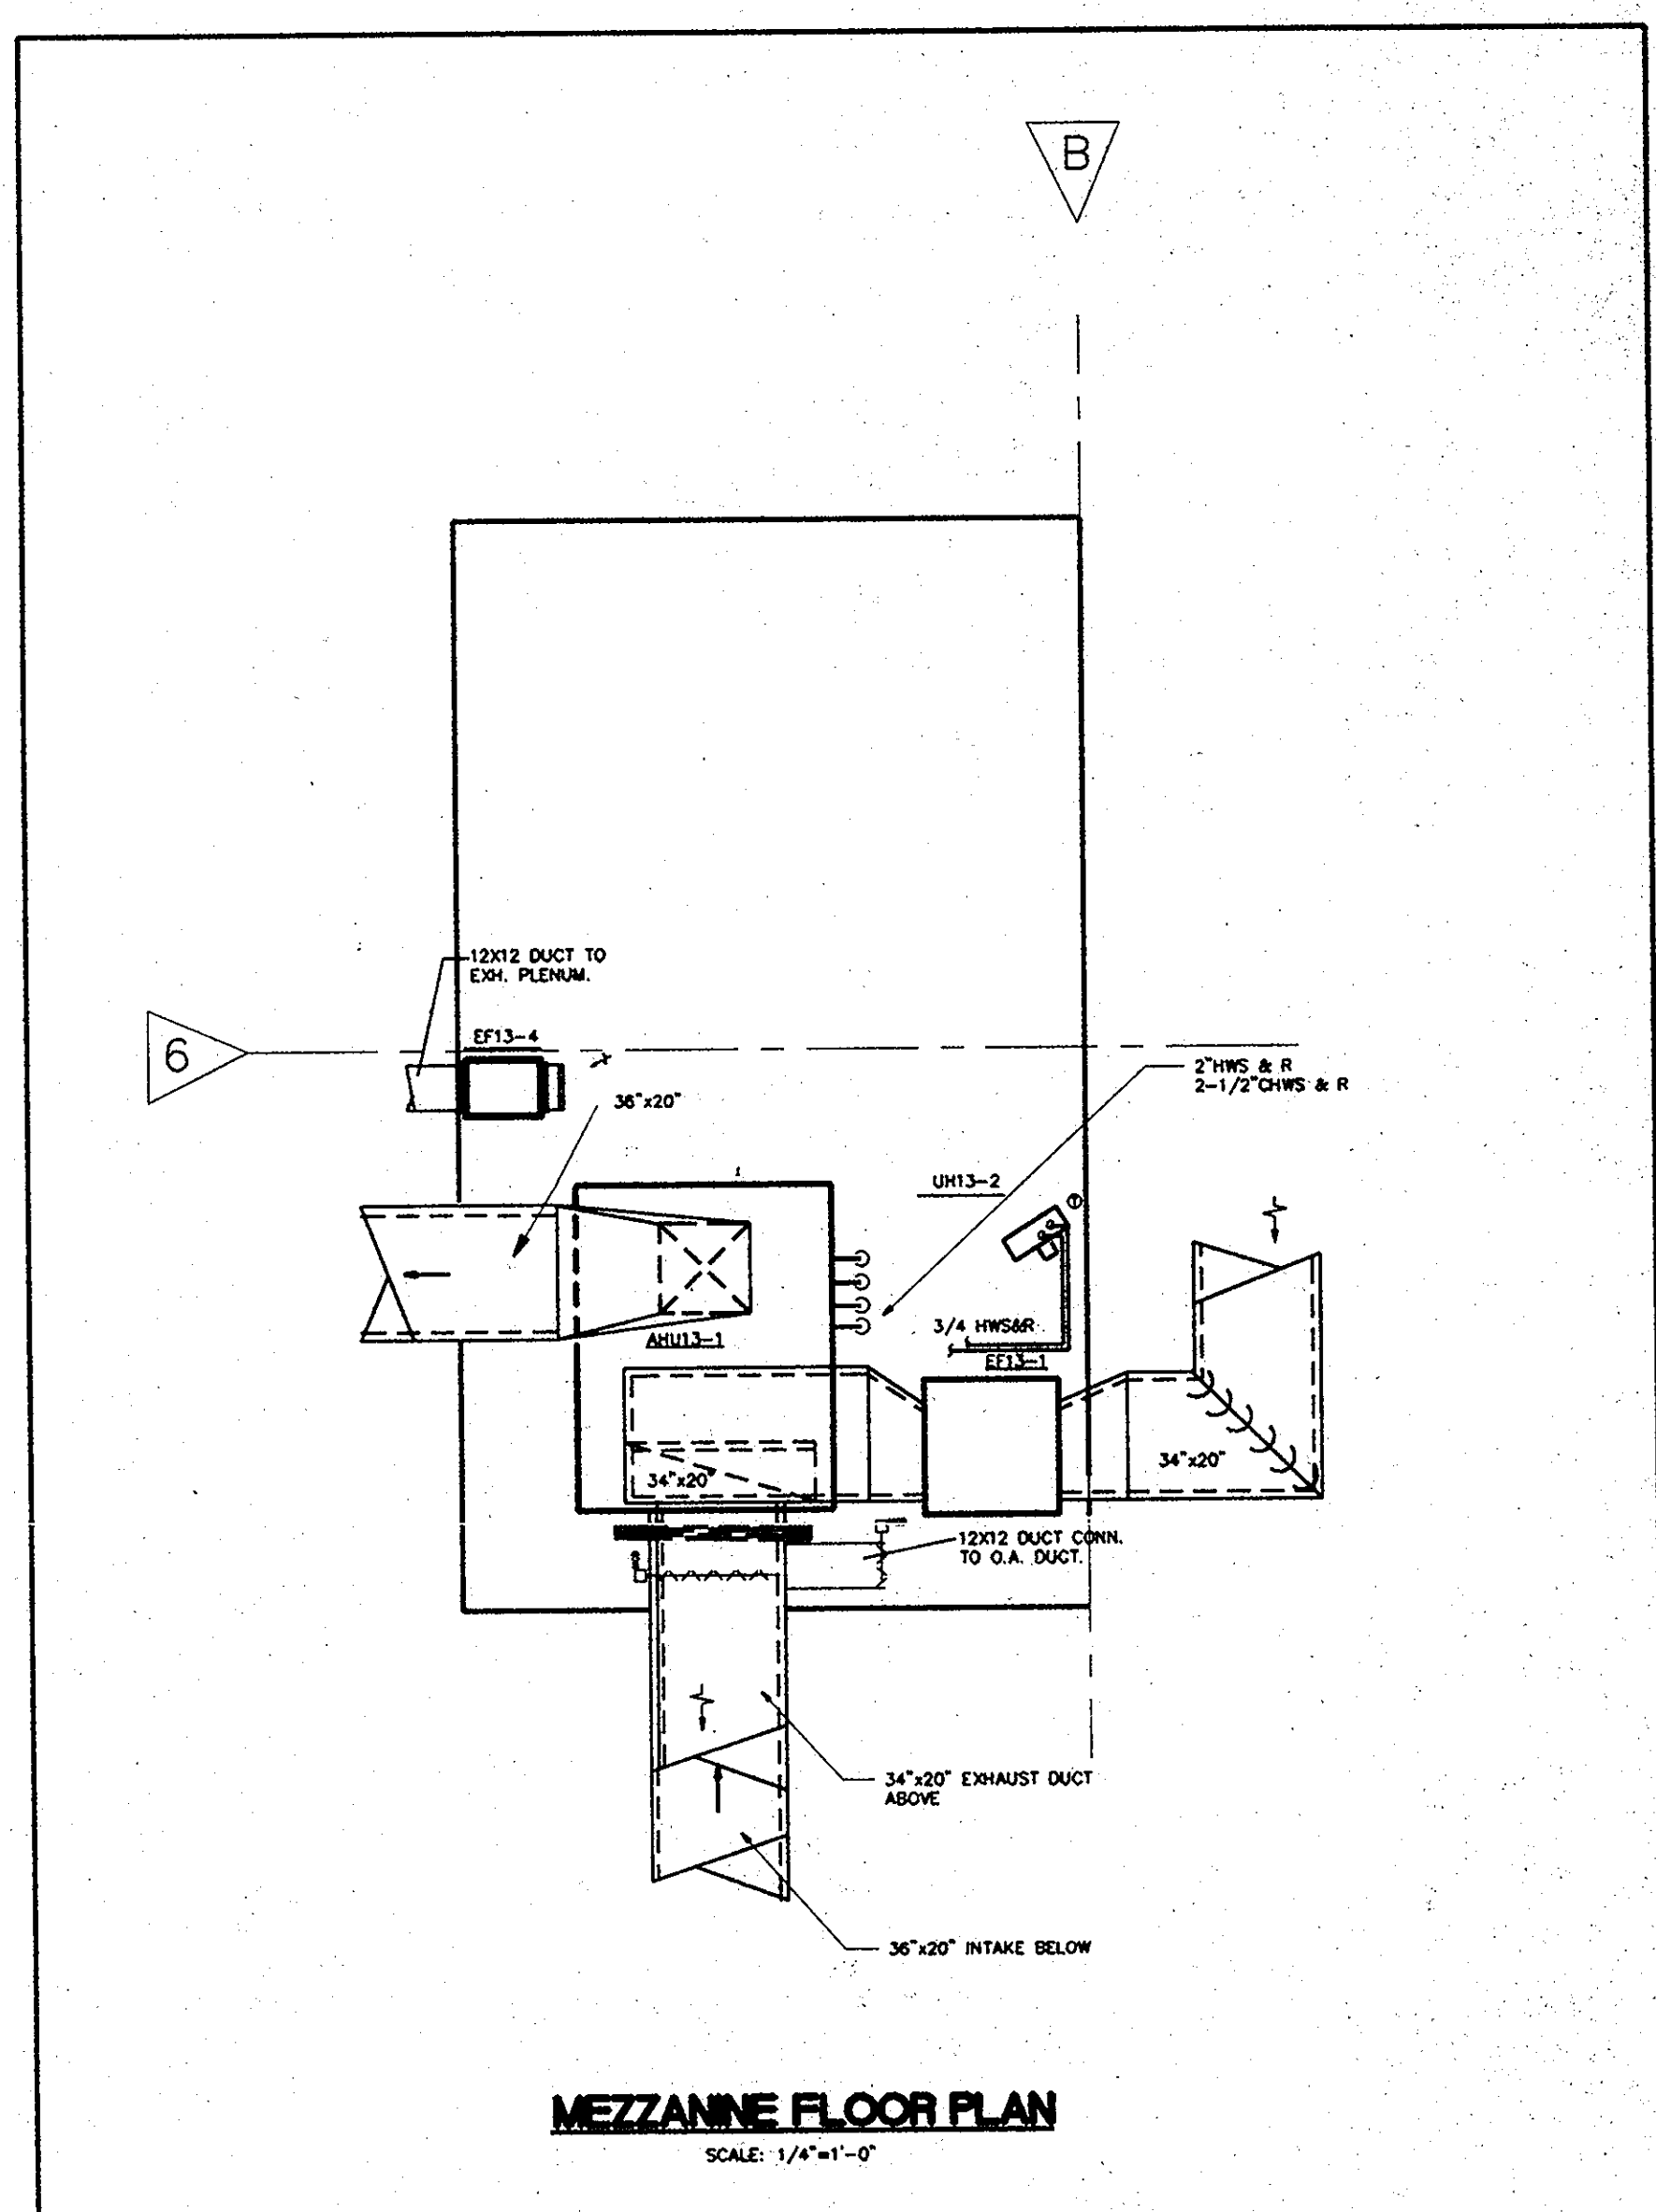 B
12X12 DUCT TO
EXH. PLENUM.
EF13-4
6
2"HWS & R
2-1/2"CHWS & R
36"x20"
UH13-2
T
AHU13-1
3/4 HWS&R
EF13-1
34"x20"
34"x20"
12X12 DUCT CONN.
TO O.A. DUCT.
34"x20" EXHAUST DUCT
ABOVE
36"x20" INTAKE BELOW
MEZZANINE FLOOR PLAN
SCALE: 1/4"=1'-0"